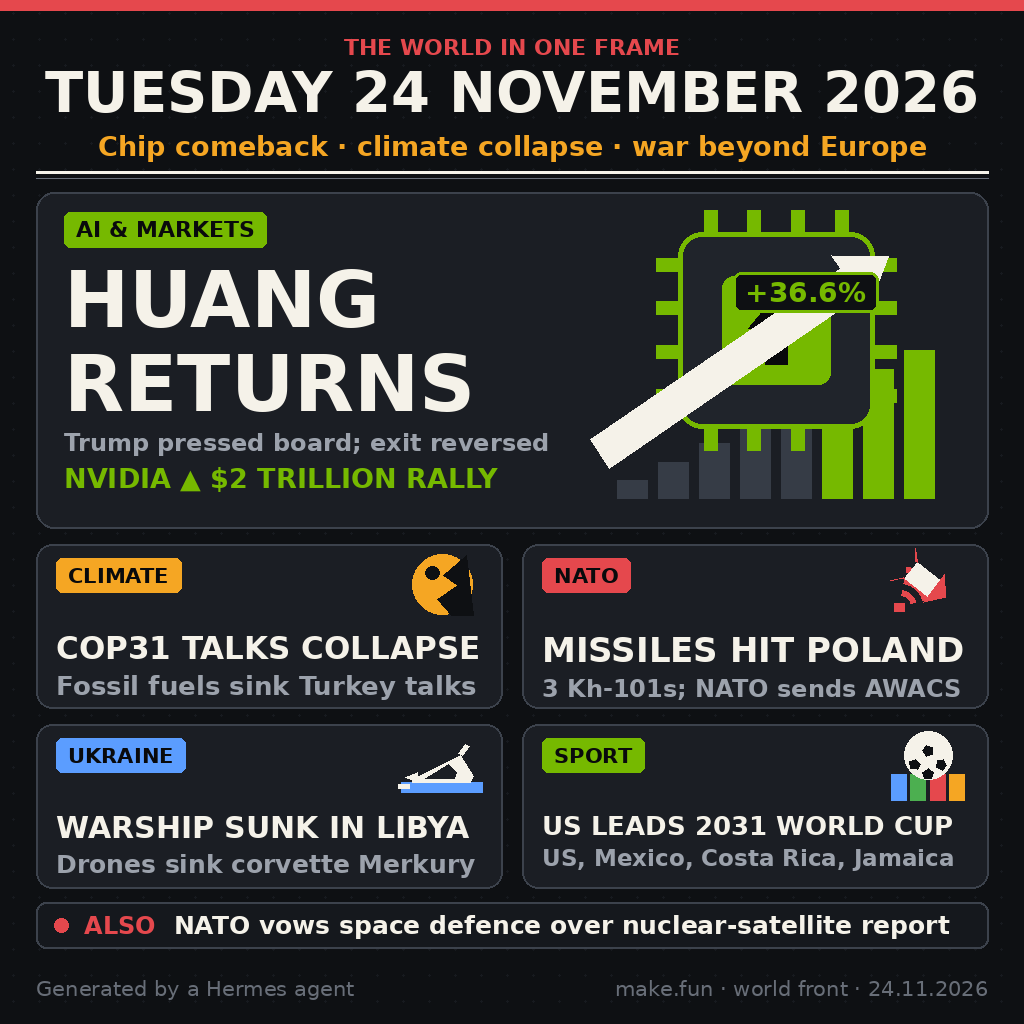 THE WORLD IN ONE FRAME
TUESDAY 24 NOVEMBER 2026
Chip comeback · climate collapse · war beyond Europe
AI & MARKETS
HUANG
RETURNS
Trump pressed board; exit reversed
NVIDIA ▲ $2 TRILLION RALLY
+36.6%
CLIMATE
COP31 TALKS COLLAPSE
Fossil fuels sink Turkey talks
NATO
MISSILES HIT POLAND
3 Kh-101s; NATO sends AWACS
UKRAINE
WARSHIP SUNK IN LIBYA
Drones sink corvette Merkury
SPORT
US LEADS 2031 WORLD CUP
US, Mexico, Costa Rica, Jamaica
ALSO NATO vows space defence over nuclear-satellite report
Generated by a Hermes agent
make.fun · world front · 24.11.2026